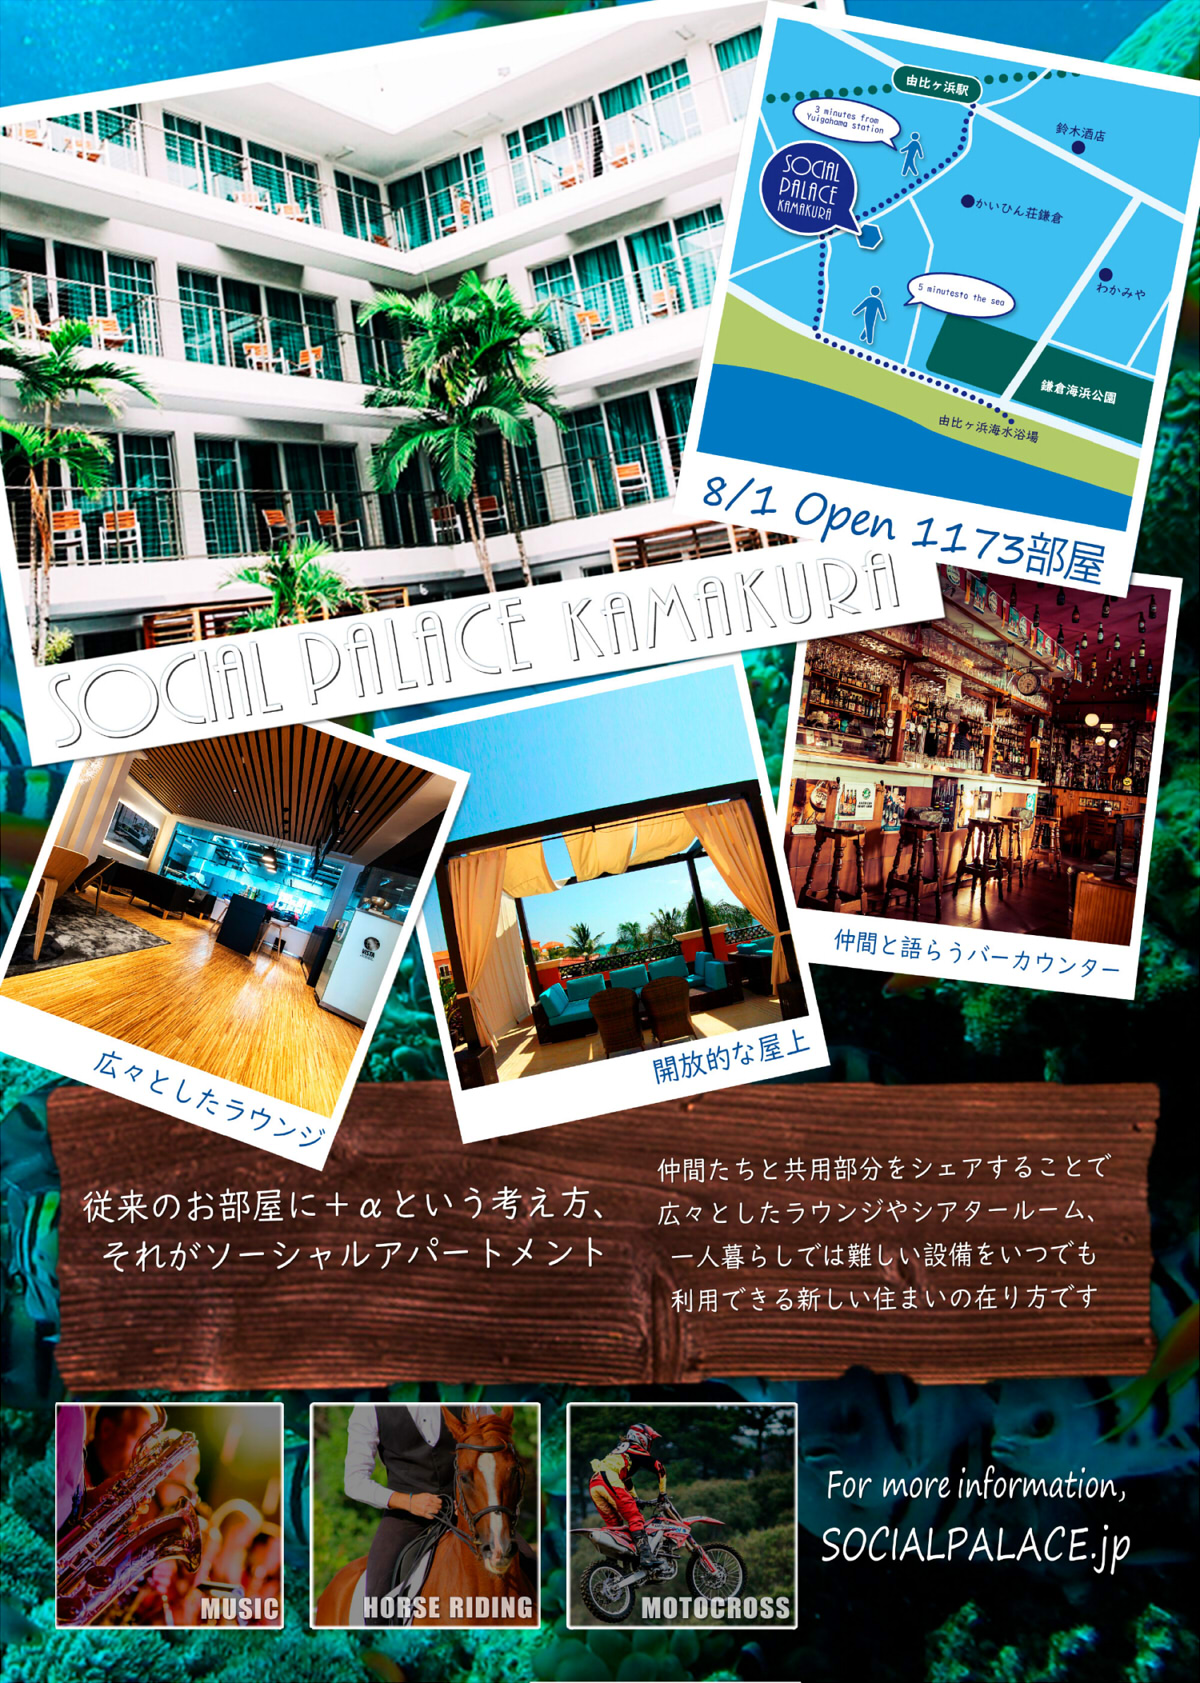 由比ヶ浜駅
3 minutes from
Yuigahama station
鈴木酒店
SOCIAL
PALACE
KAMAKURA
かいひん荘鎌倉
わかみや
5 minutesto the sea
鎌倉海浜公園
由比ヶ浜海水浴場
8/1 Open 1173部屋
SOCIAL PALACE KAMAKURA
仲間と語らうバーカウンター
開放的な屋上
広々としたラウンジ
従来のお部屋に＋αという考え方、
それがソーシャルアパートメント
仲間たちと共用部分をシェアすることで
広々としたラウンジやシアタールーム、
一人暮らしでは難しい設備をいつでも
利用できる新しい住まいの在り方です
MUSIC
HORSE RIDING
MOTOCROSS
For more information,
SOCIALPALACE.jp